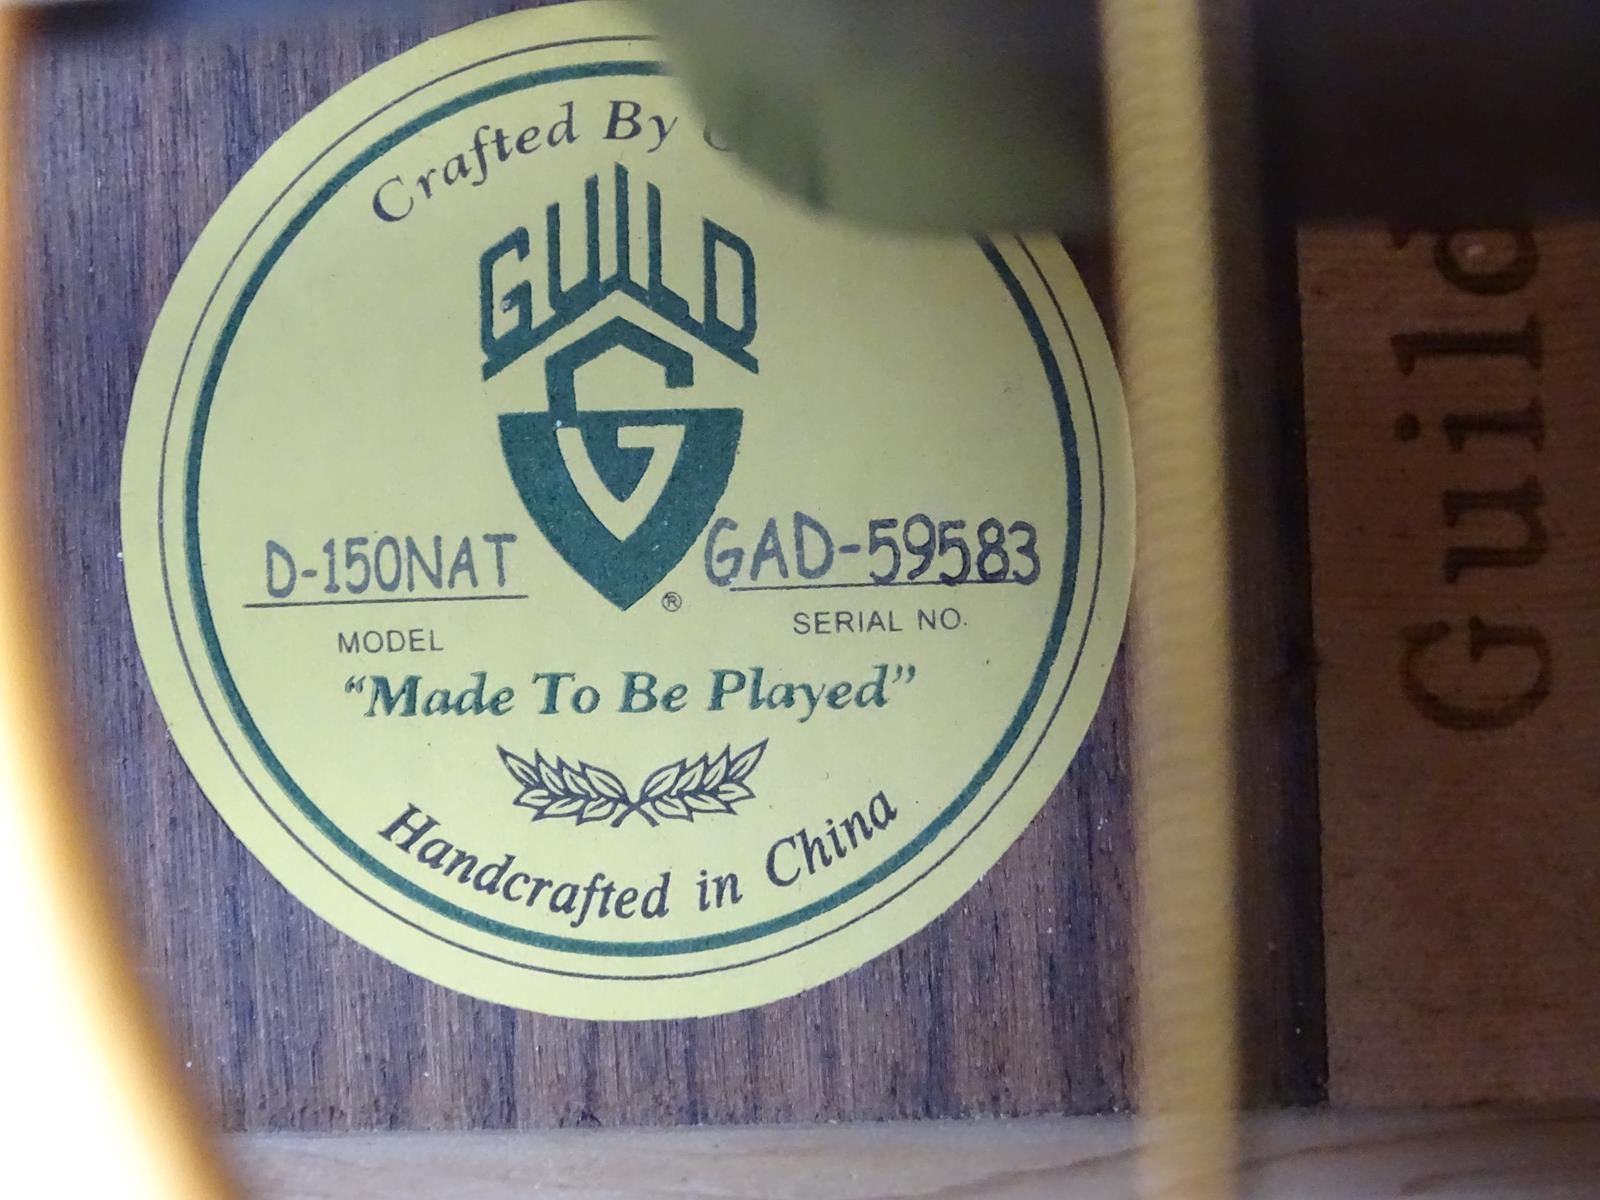 Crafted By
GUILD
G
D-150NAT
GAD-59583
®
MODEL
SERIAL NO.
"Made To Be Played"
Handcrafted in China
Guild